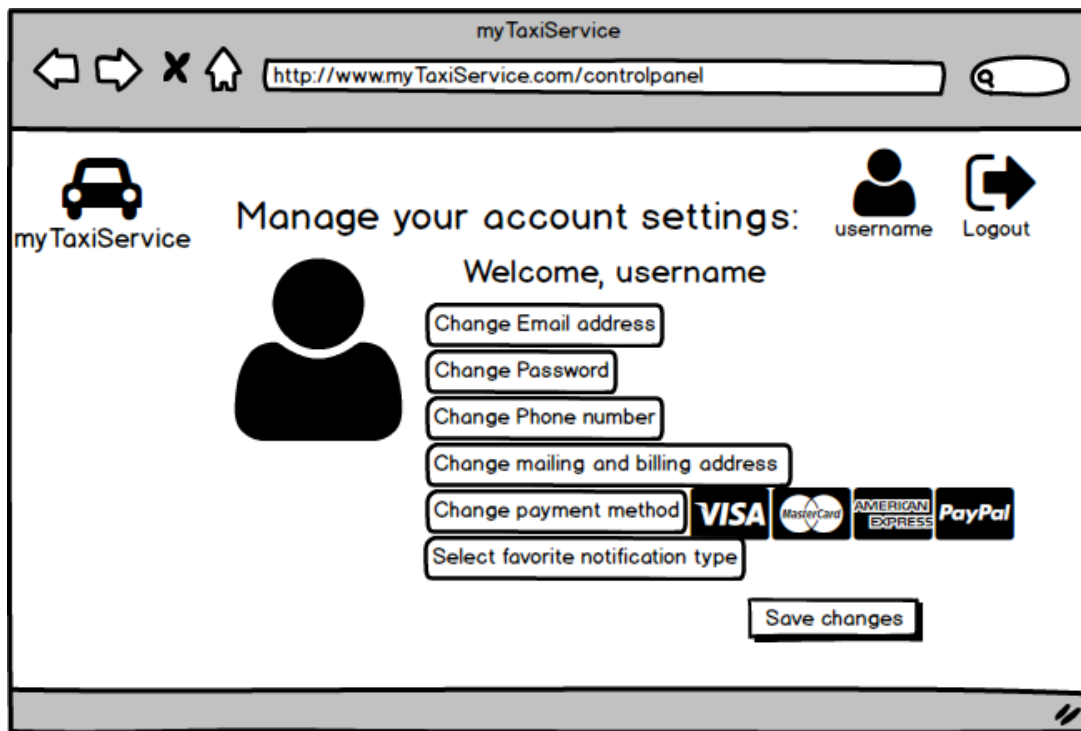 myTaxiService
http://www.myTaxiService.com/controlpanel
myTaxiService
Manage your account settings:
username
Logout
Welcome, username
Change Email address
Change Password
Change Phone number
Change mailing and billing address
Change payment method VISA MasterCard AMERICAN EXPRESS PayPal
Select favorite notification type
Save changes